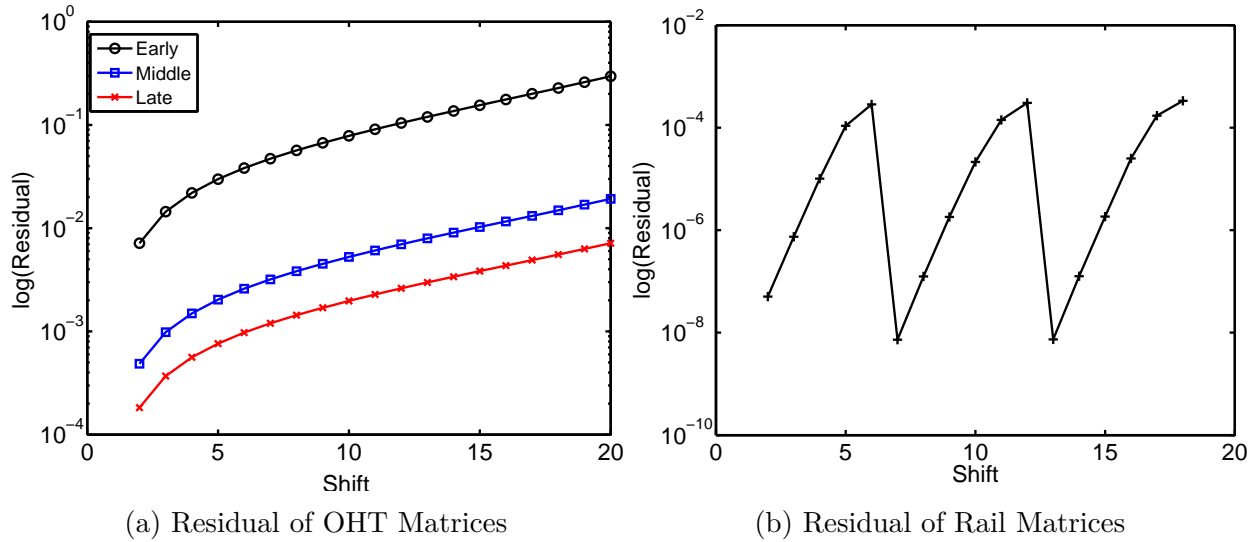 10^0
10^-1
10^-2
10^-3
10^-4
log(Residual)
Early
Middle
Late
0 5 10 15 20
Shift
(a) Residual of OHT Matrices
10^-2
10^-4
10^-6
10^-8
10^-10
log(Residual)
0 5 10 15 20
Shift
(b) Residual of Rail Matrices